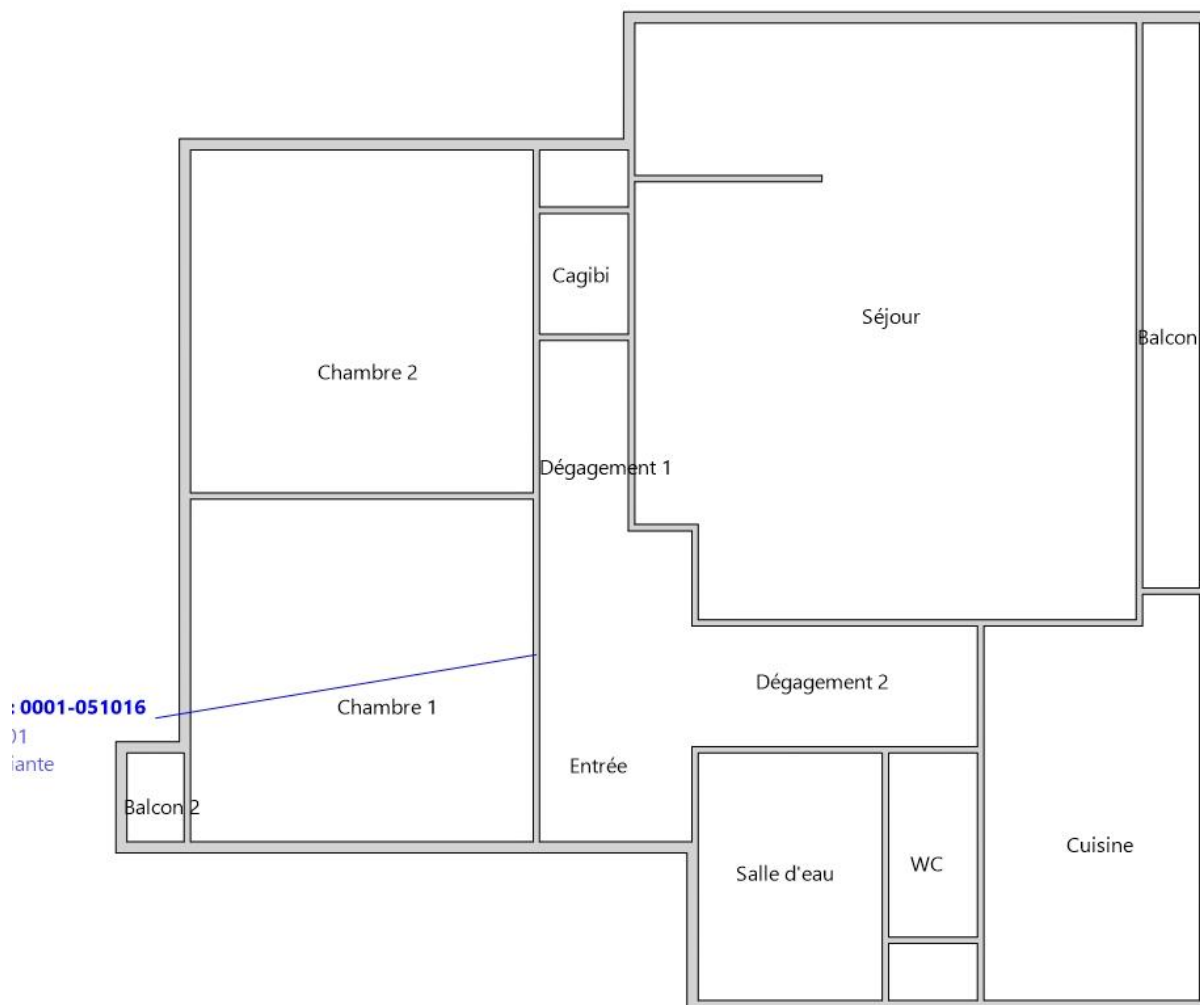 Cagibi
Séjour
Balcon
Chambre 2
Dégagement 1
Dégagement 2
: 0001-051016
Chambre 1
01
iante
Entrée
Balcon 2
Cuisine
WC
Salle d'eau